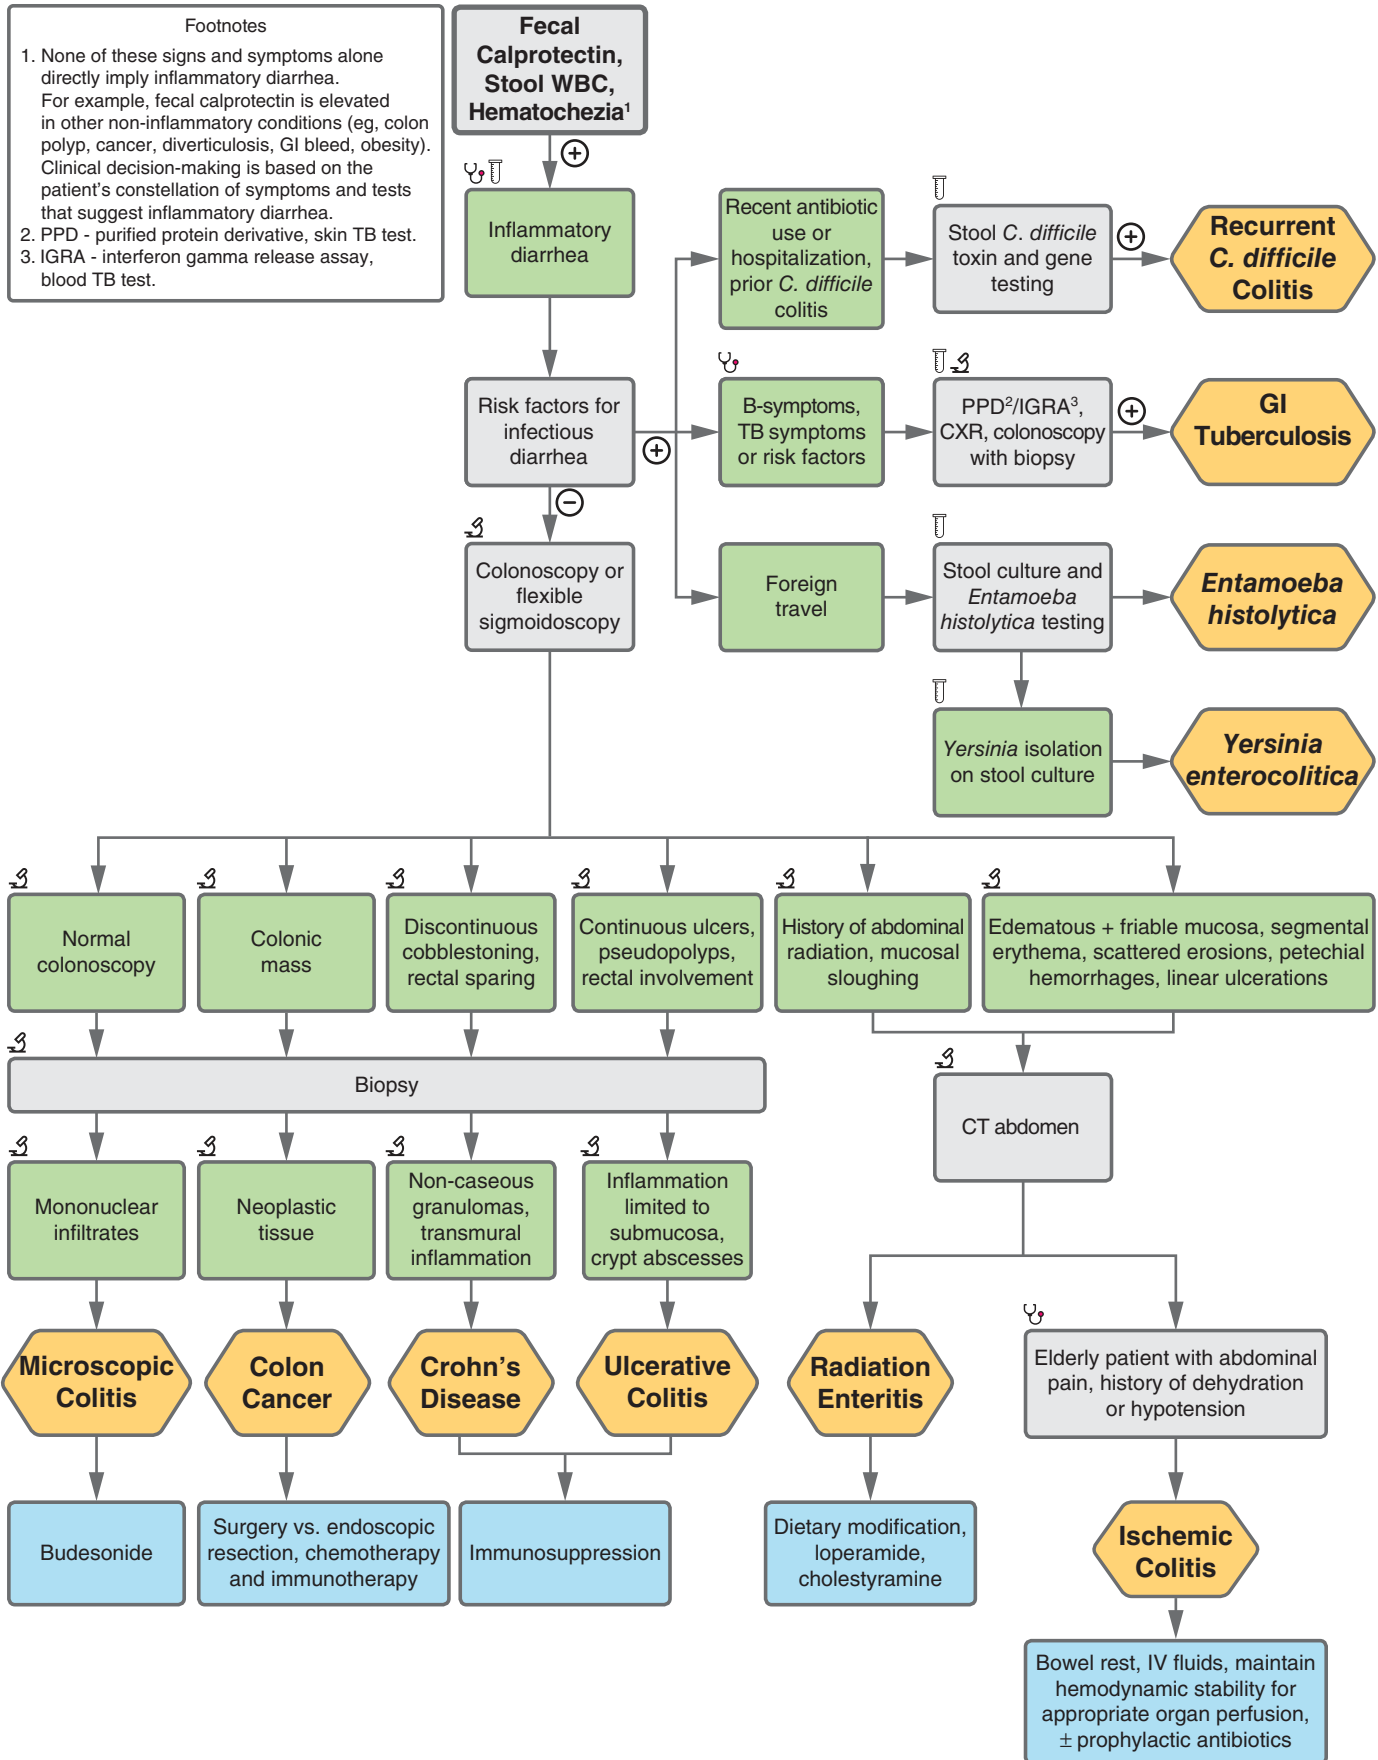 Footnotes
1. None of these signs and symptoms alone
directly imply inflammatory diarrhea.
For example, fecal calprotectin is elevated
in other non-inflammatory conditions (eg, colon
polyp, cancer, diverticulosis, GI bleed, obesity).
Clinical decision-making is based on the
patient's constellation of symptoms and tests
that suggest inflammatory diarrhea.
2. PPD - purified protein derivative, skin TB test.
3. IGRA - interferon gamma release assay,
blood TB test.
Fecal
Calprotectin,
Stool WBC,
Hematochezia¹
+
Inflammatory
diarrhea
Risk factors for
infectious
diarrhea
+
−
Recent antibiotic
use or
hospitalization,
prior C. difficile
colitis
Stool C. difficile
toxin and gene
testing
+
Recurrent
C. difficile
Colitis
B-symptoms,
TB symptoms
or risk factors
PPD²/IGRA³,
CXR, colonoscopy
with biopsy
+
GI
Tuberculosis
Colonoscopy or
flexible
sigmoidoscopy
Foreign
travel
Stool culture and
Entamoeba
histolytica testing
Entamoeba
histolytica
Yersinia isolation
on stool culture
Yersinia
enterocolitica
Normal
colonoscopy
Colonic
mass
Discontinuous
cobblestoning,
rectal sparing
Continuous ulcers,
pseudopolyps,
rectal involvement
History of abdominal
radiation, mucosal
sloughing
Edematous + friable mucosa, segmental
erythema, scattered erosions, petechial
hemorrhages, linear ulcerations
Biopsy
CT abdomen
Mononuclear
infiltrates
Neoplastic
tissue
Non-caseous
granulomas,
transmural
inflammation
Inflammation
limited to
submucosa,
crypt abscesses
Microscopic
Colitis
Colon
Cancer
Crohn's
Disease
Ulcerative
Colitis
Radiation
Enteritis
Elderly patient with abdominal
pain, history of dehydration
or hypotension
Budesonide
Surgery vs. endoscopic
resection, chemotherapy
and immunotherapy
Immunosuppression
Dietary modification,
loperamide,
cholestyramine
Ischemic
Colitis
Bowel rest, IV fluids, maintain
hemodynamic stability for
appropriate organ perfusion,
± prophylactic antibiotics